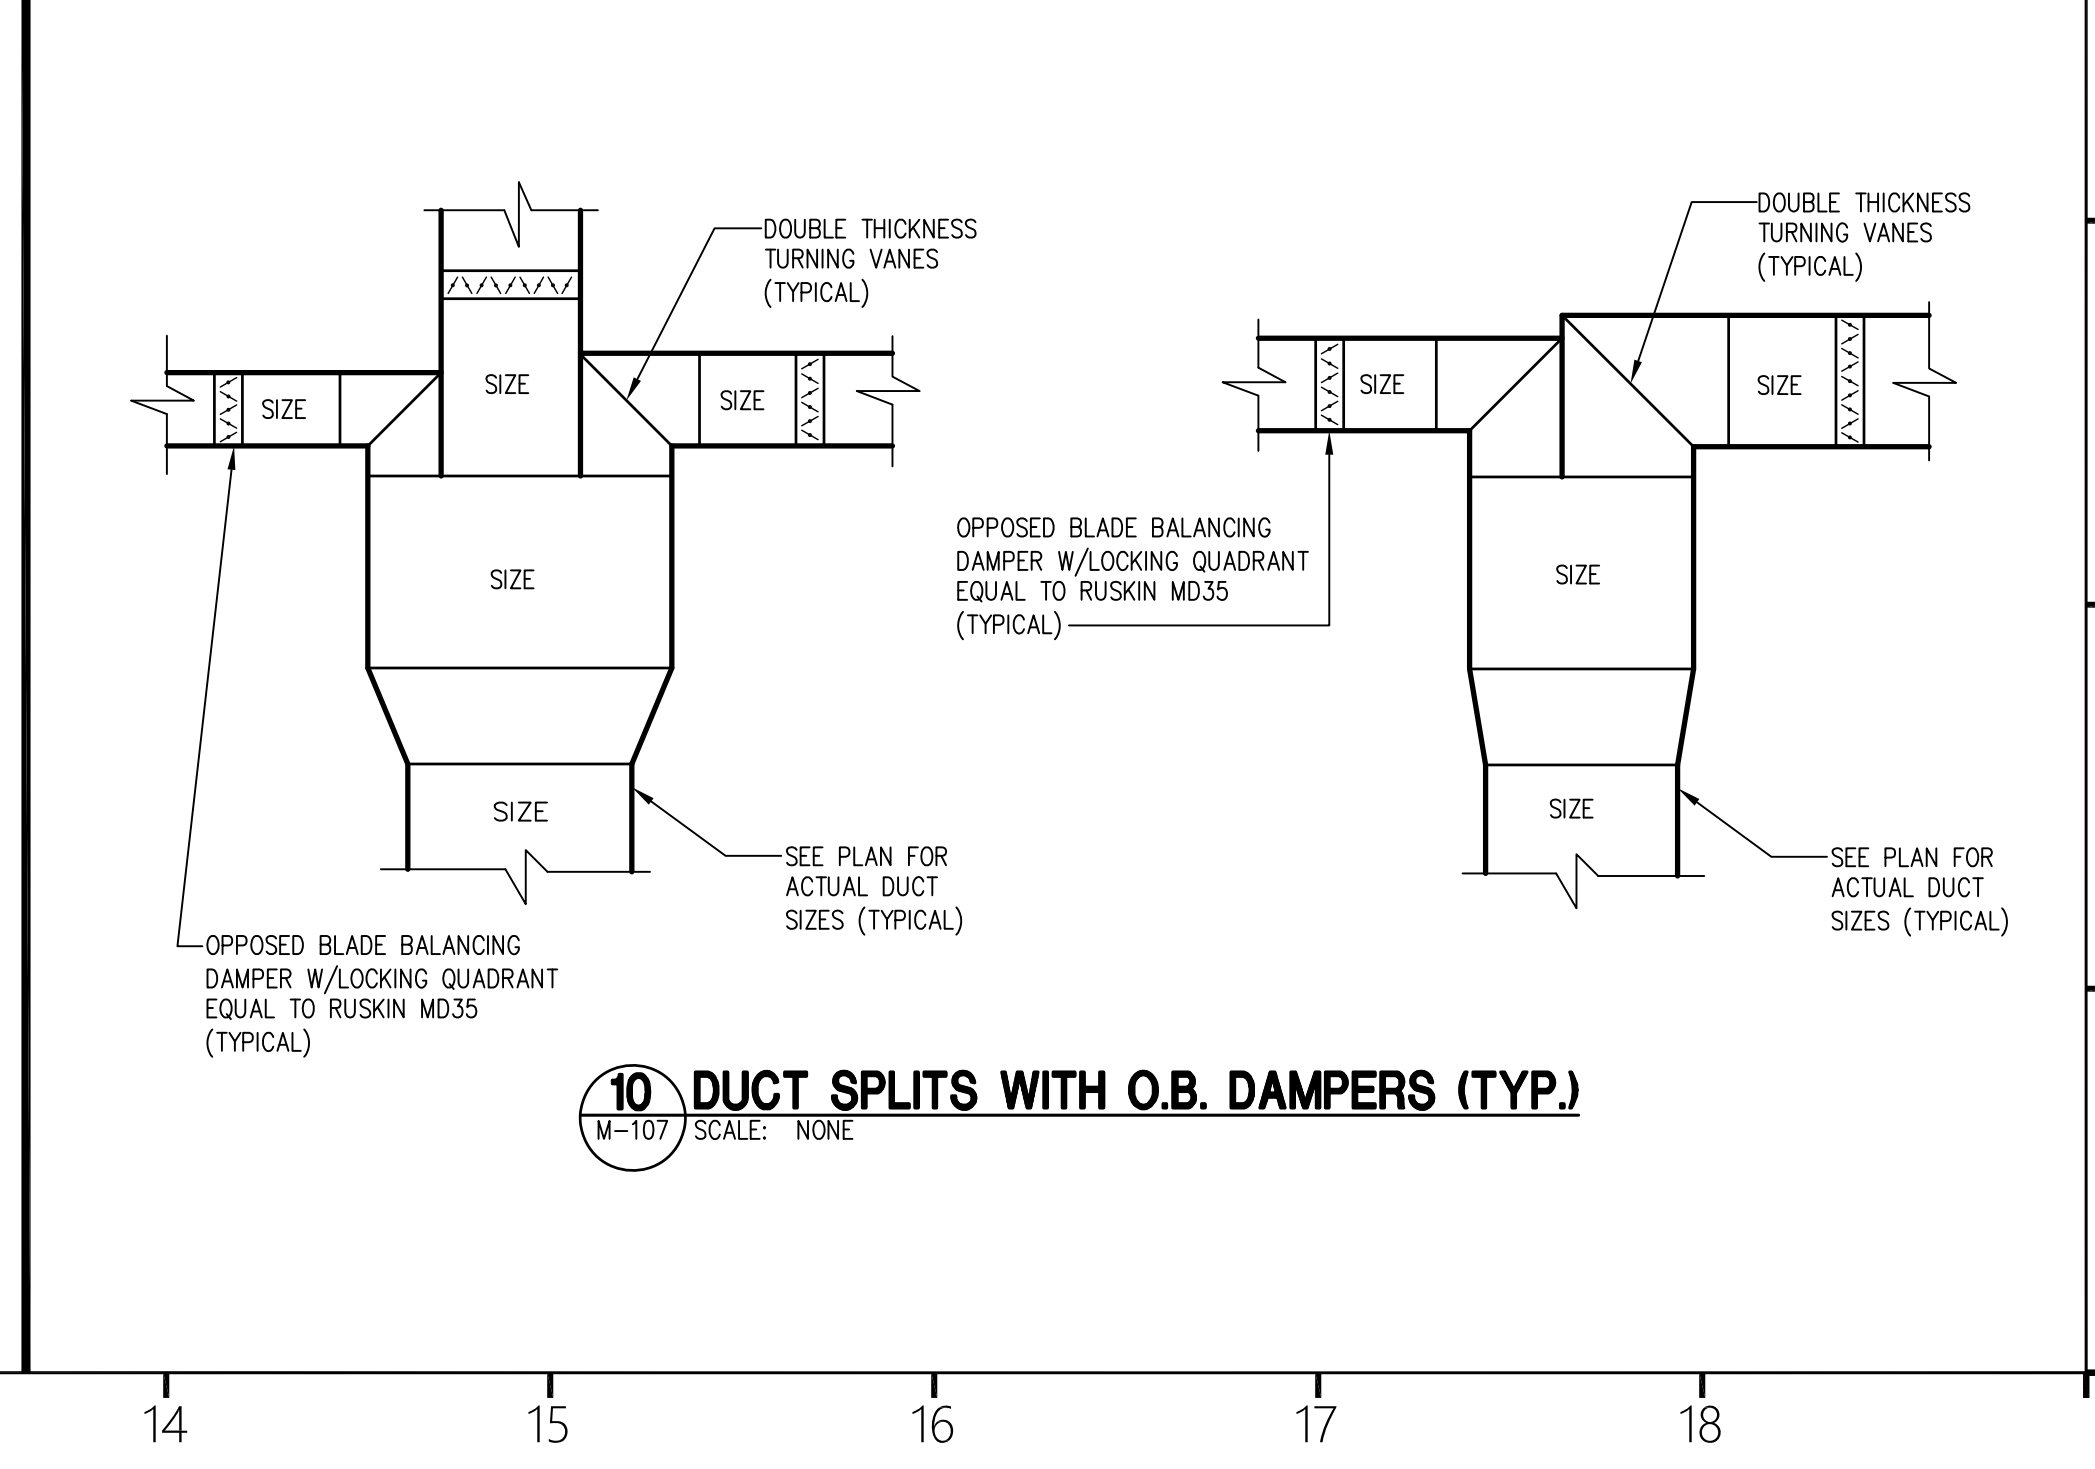 DOUBLE THICKNESS
TURNING VANES
(TYPICAL)
SIZE
SIZE
SIZE
SIZE
SIZE
SEE PLAN FOR
ACTUAL DUCT
SIZES (TYPICAL)
OPPOSED BLADE BALANCING
DAMPER W/LOCKING QUADRANT
EQUAL TO RUSKIN MD35
(TYPICAL)
DOUBLE THICKNESS
TURNING VANES
(TYPICAL)
SIZE
SIZE
OPPOSED BLADE BALANCING
DAMPER W/LOCKING QUADRANT
EQUAL TO RUSKIN MD35
(TYPICAL)
SIZE
SIZE
SEE PLAN FOR
ACTUAL DUCT
SIZES (TYPICAL)
10 DUCT SPLITS WITH O.B. DAMPERS (TYP.)
M-107 SCALE: NONE
14 15 16 17 18